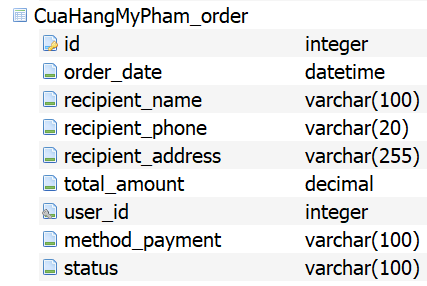 CuaHangMyPham_order
id integer
order_date datetime
recipient_name varchar(100)
recipient_phone varchar(20)
recipient_address varchar(255)
total_amount decimal
user_id integer
method_payment varchar(100)
status varchar(100)